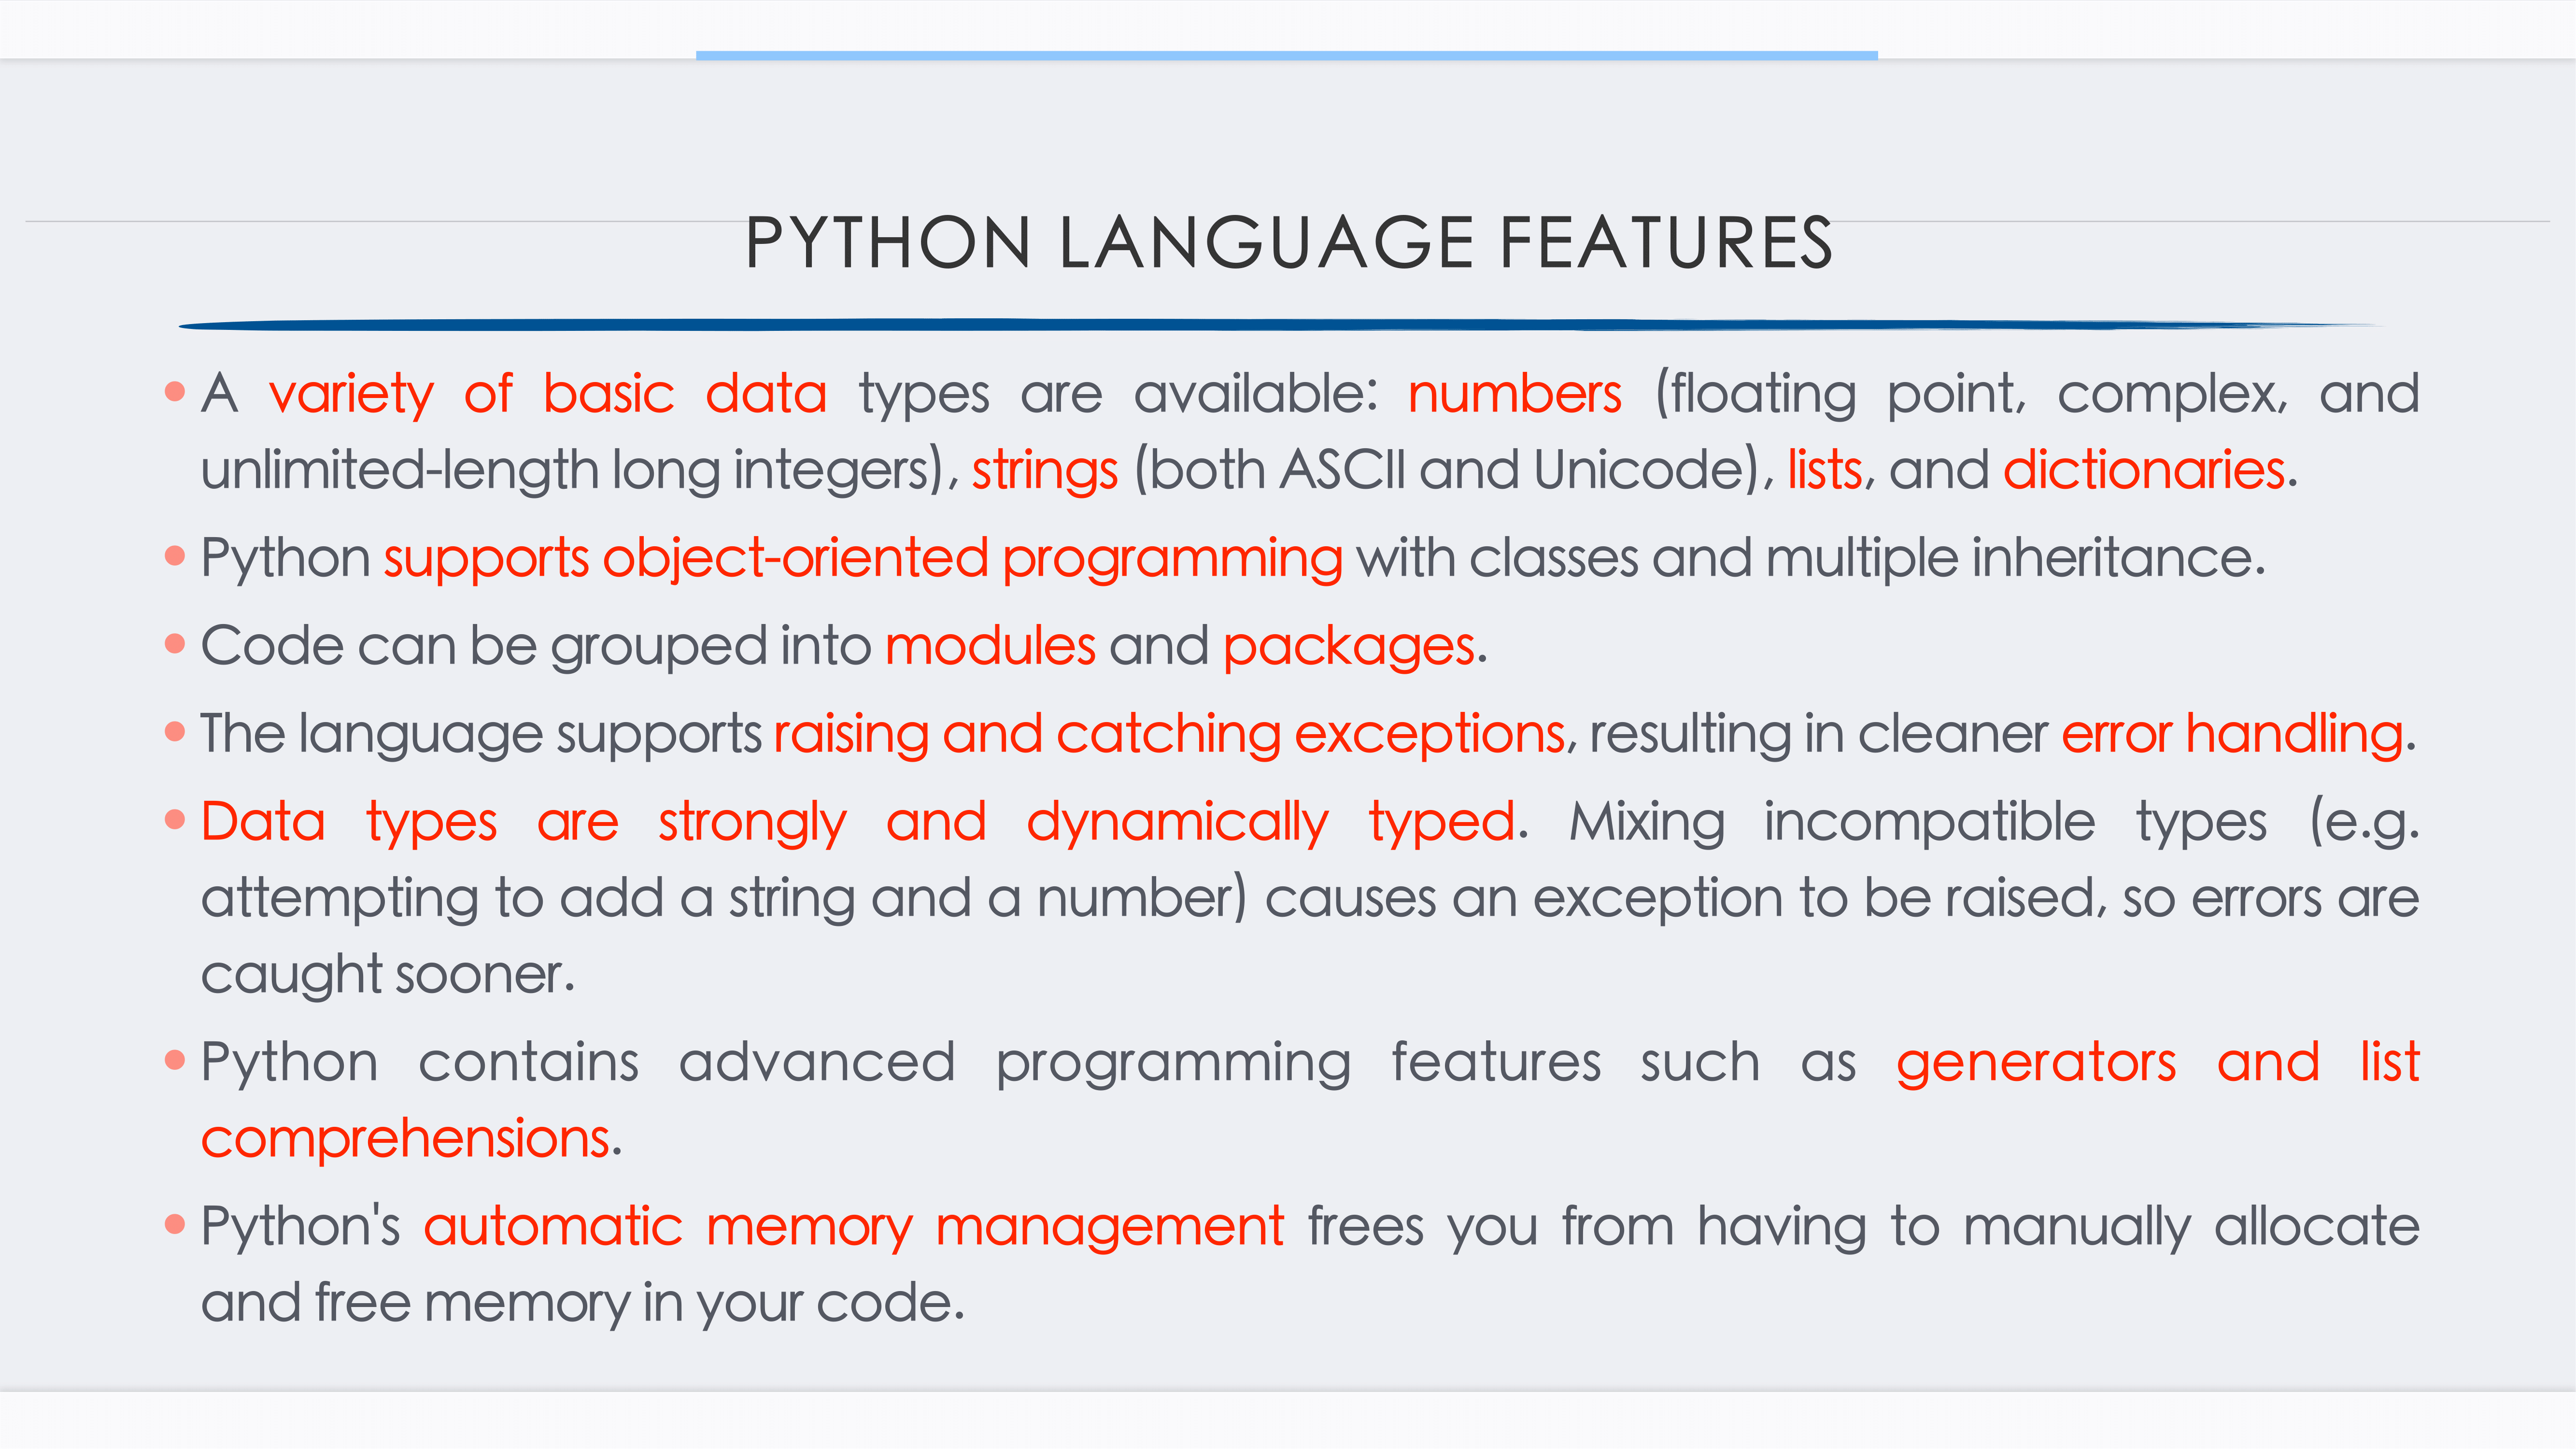 PYTHON LANGUAGE FEATURES
• A variety of basic data types are available: numbers (floating point, complex, and
unlimited-length long integers), strings (both ASCII and Unicode), lists, and dictionaries.
• Python supports object-oriented programming with classes and multiple inheritance.
• Code can be grouped into modules and packages.
• The language supports raising and catching exceptions, resulting in cleaner error handling.
• Data types are strongly and dynamically typed. Mixing incompatible types (e.g.
attempting to add a string and a number) causes an exception to be raised, so errors are
caught sooner.
• Python contains advanced programming features such as generators and list
comprehensions.
• Python's automatic memory management frees you from having to manually allocate
and free memory in your code.